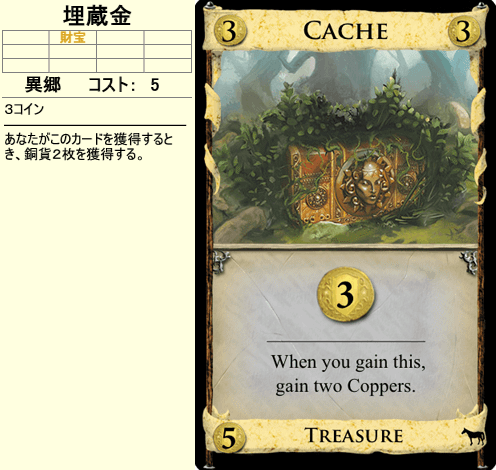 埋蔵金
財宝
異郷 コスト: 5
3コイン
あなたがこのカードを獲得すると
き、銅貨2枚を獲得する。
3 CACHE 3
3
When you gain this,
gain two Coppers.
5 TREASURE